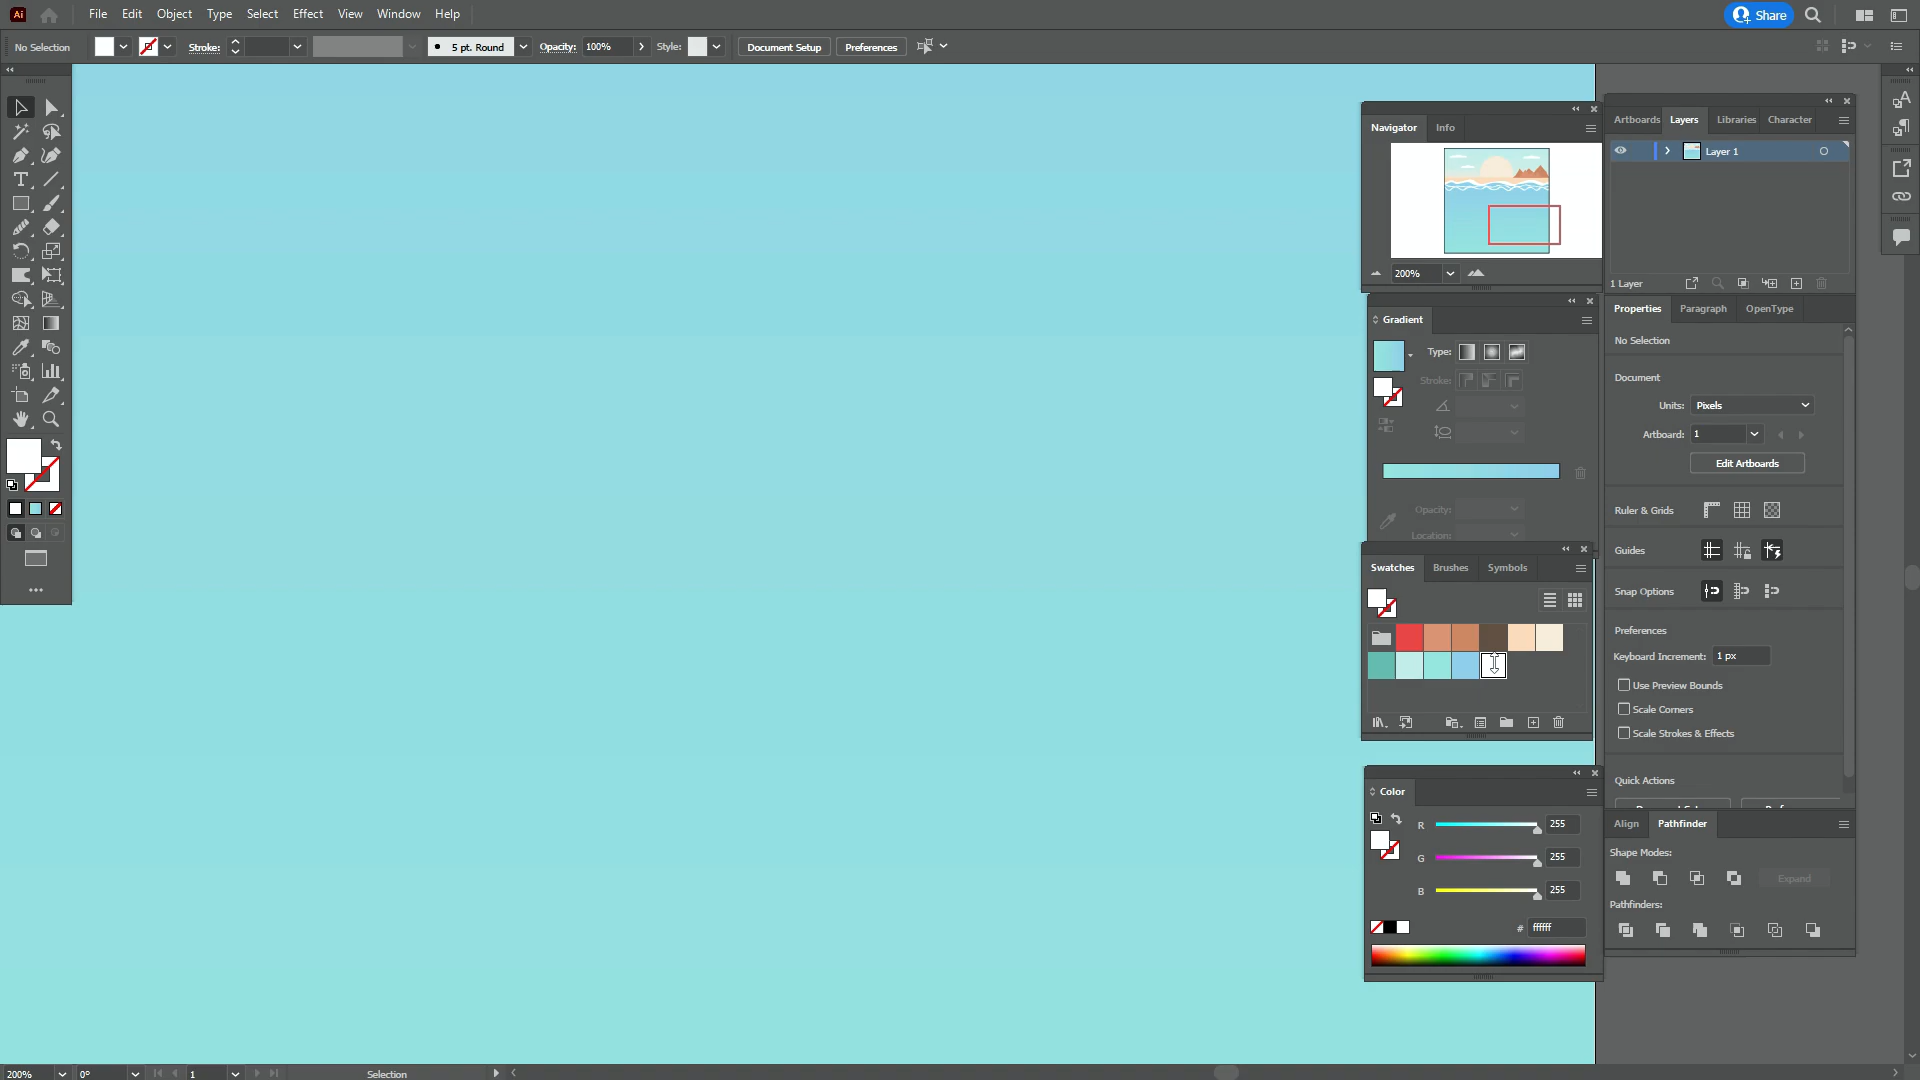 Ai File Edit Object Type Select Effect View Window Help Share
No Selection Stroke: 5 pt. Round Opacity: 100% Style: Document Setup Preferences
Navigator Info
200%
Gradient
Type:
Stroke:
Opacity:
Location:
Swatches Brushes Symbols
Color
R 255
G 255
B 255
# ffffff
Artboards Layers Libraries Character
Layer 1
1 Layer
Properties Paragraph OpenType
No Selection
Document
Units: Pixels
Artboard: 1
Edit Artboards
Ruler & Grids
Guides
Snap Options
Preferences
Keyboard Increment: 1 px
Use Preview Bounds
Scale Corners
Scale Strokes & Effects
Quick Actions
Align Pathfinder
Shape Modes:
Expand
Pathfinders:
200% 0° 1 Selection